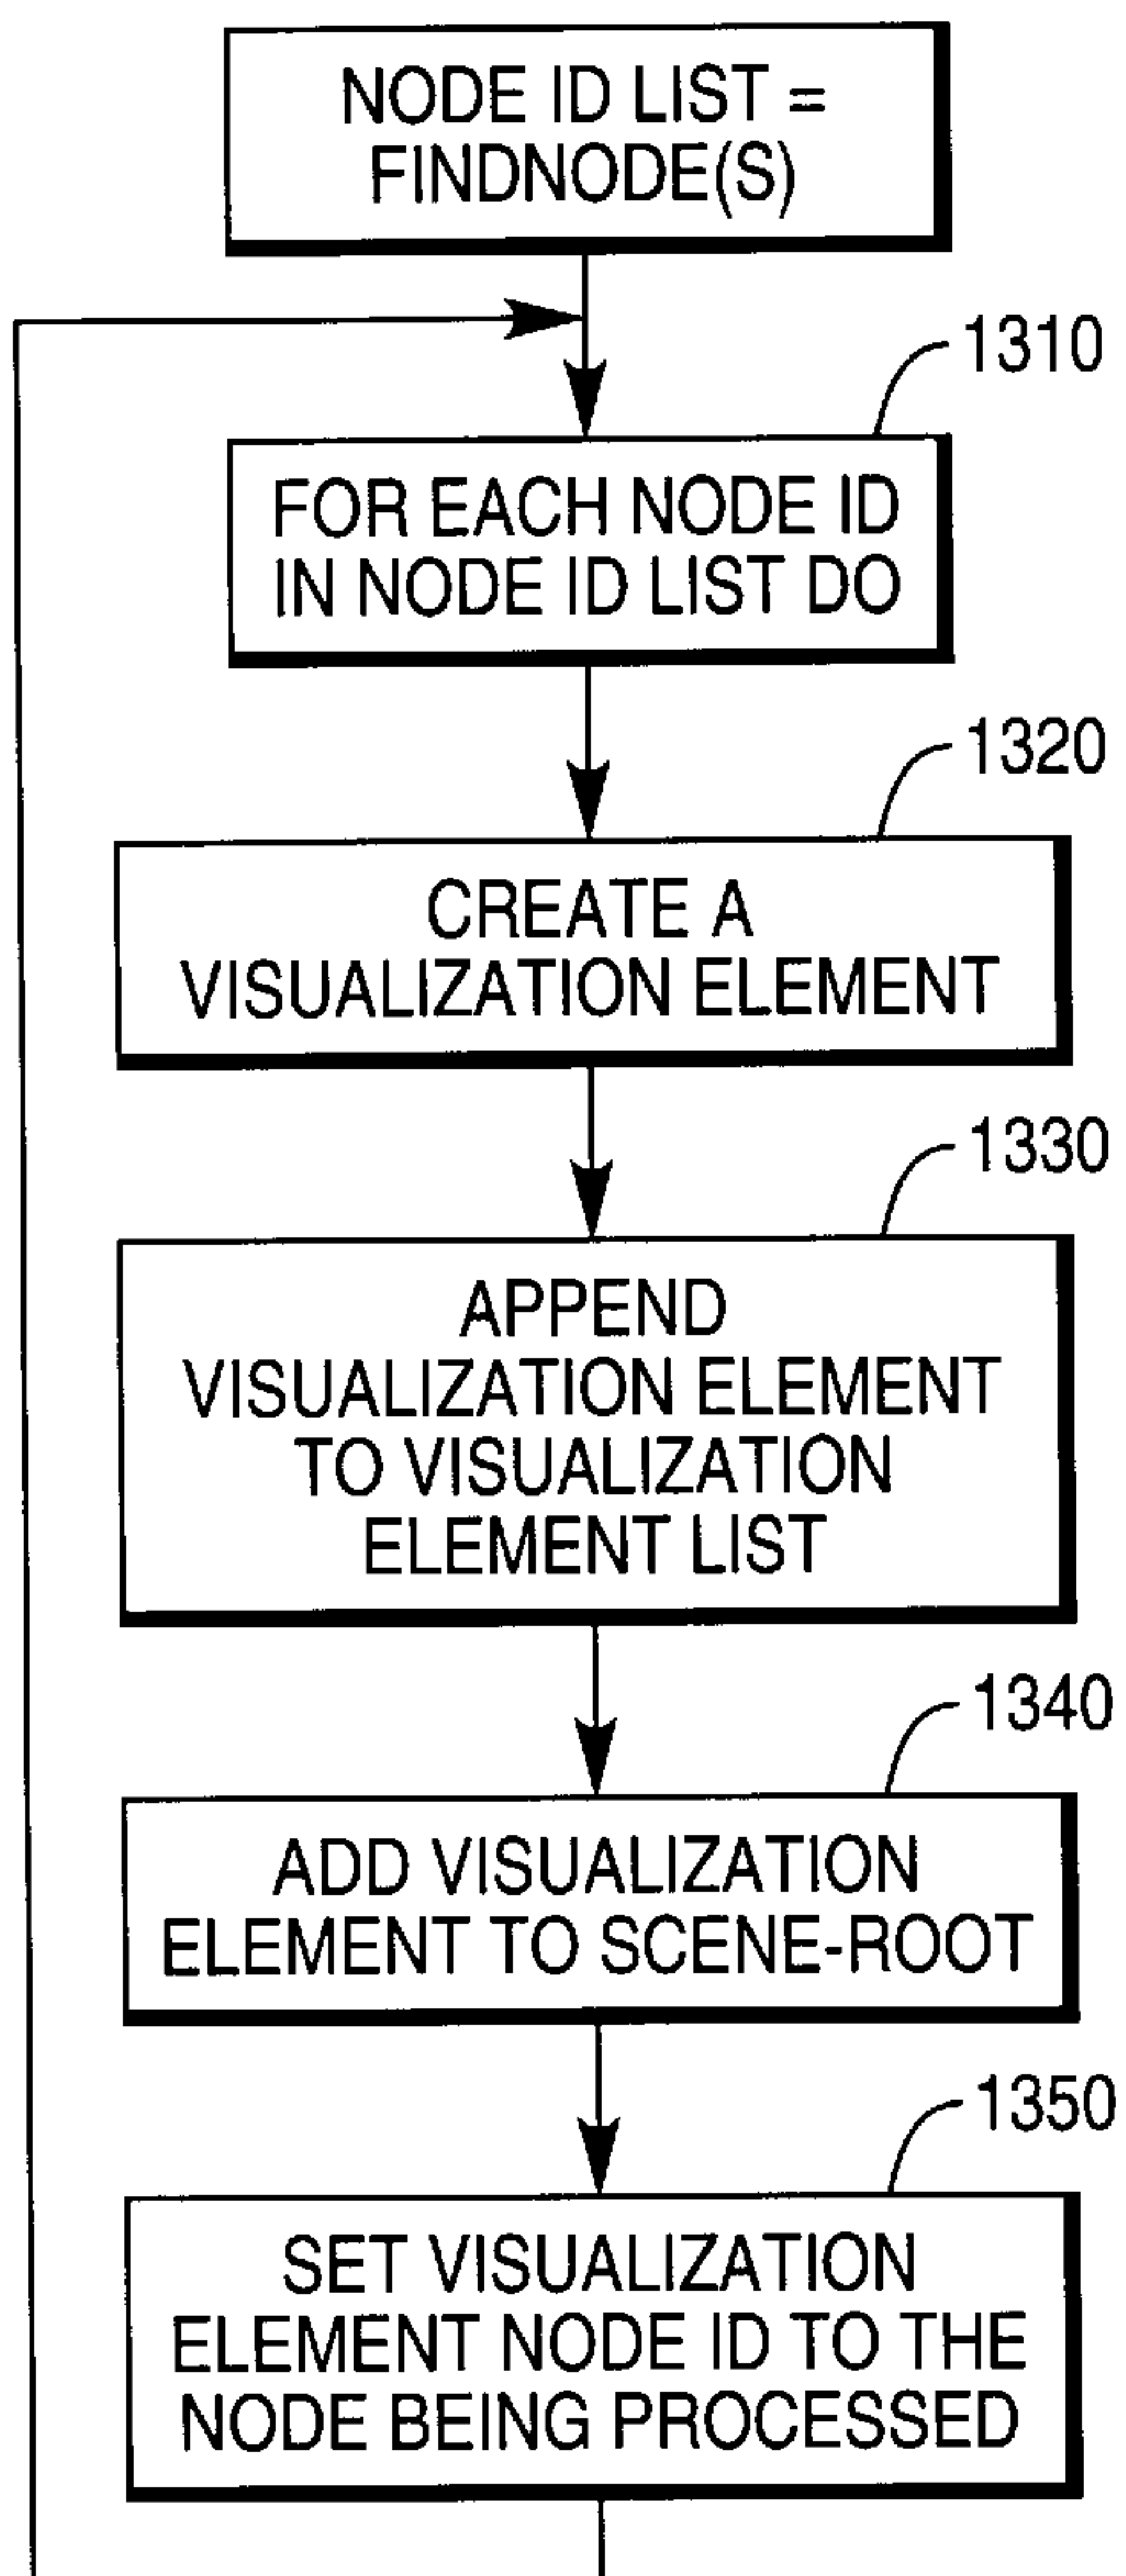 NODE ID LIST =
FINDNODE(S)
1310
FOR EACH NODE ID
IN NODE ID LIST DO
1320
CREATE A
VISUALIZATION ELEMENT
1330
APPEND
VISUALIZATION ELEMENT
TO VISUALIZATION
ELEMENT LIST
1340
ADD VISUALIZATION
ELEMENT TO SCENE-ROOT
1350
SET VISUALIZATION
ELEMENT NODE ID TO THE
NODE BEING PROCESSED